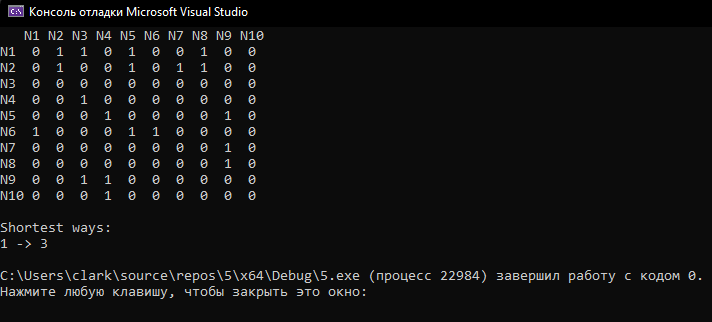 Консоль отладки Microsoft Visual Studio
N1 N2 N3 N4 N5 N6 N7 N8 N9 N10
N1 0 1 1 0 1 0 0 1 0 0
N2 0 1 0 0 1 0 1 1 0 0
N3 0 0 0 0 0 0 0 0 0 0
N4 0 0 1 0 0 0 0 0 0 0
N5 0 0 0 1 0 0 0 0 1 0
N6 1 0 0 0 1 1 0 0 0 0
N7 0 0 0 0 0 0 0 0 1 0
N8 0 0 0 0 0 0 0 0 1 0
N9 0 0 1 1 0 0 0 0 0 0
N10 0 0 0 1 0 0 0 0 0 0
Shortest ways:
1 -> 3
C:\Users\clark\source\repos\5\x64\Debug\5.exe (процесс 22984) завершил работу с кодом 0.
Нажмите любую клавишу, чтобы закрыть это окно: